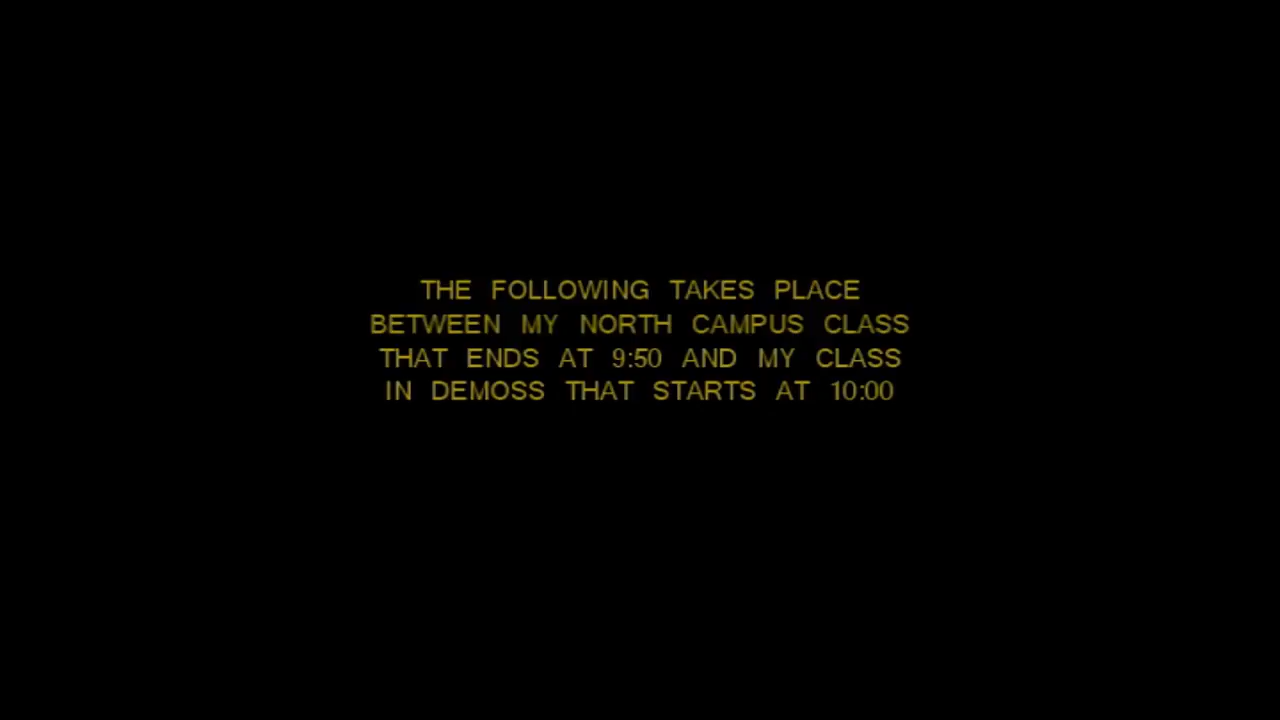 THE FOLLOWING TAKES PLACE
BETWEEN MY NORTH CAMPUS CLASS
THAT ENDS AT 9:50 AND MY CLASS
IN DEMOSS THAT STARTS AT 10:00